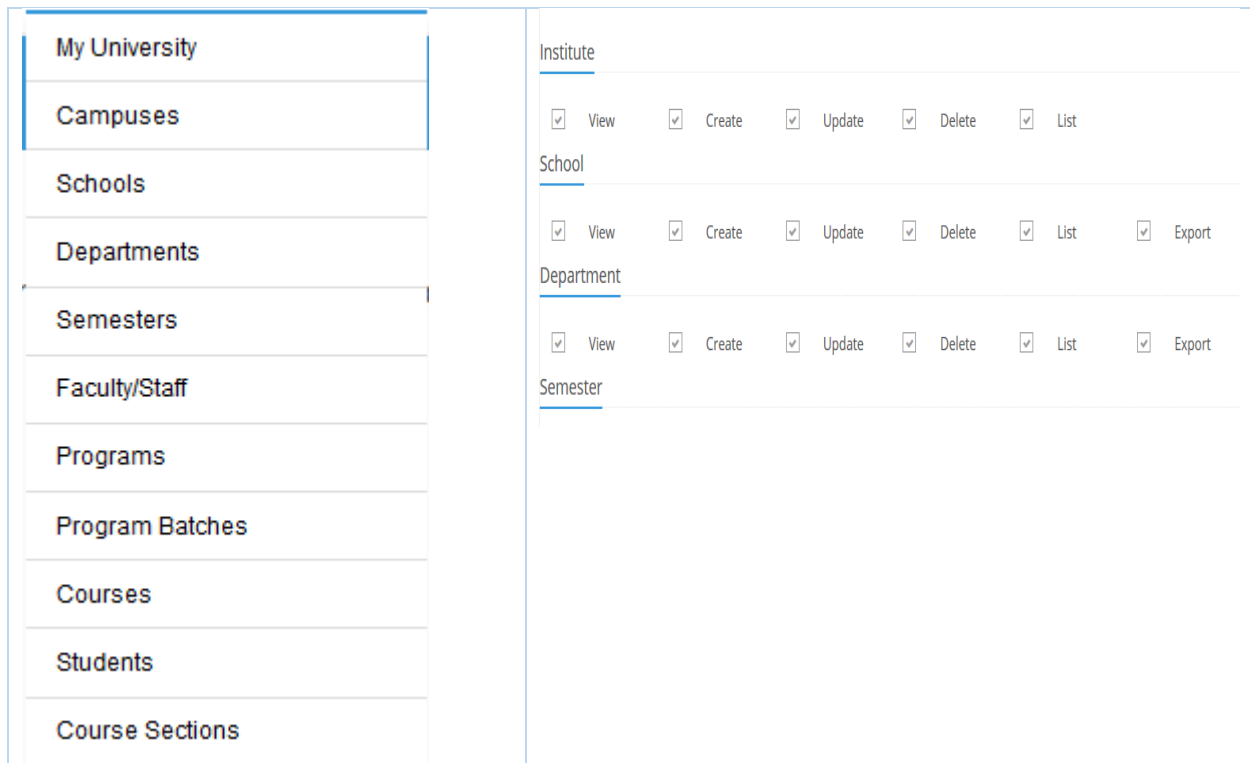 My University
Campuses
Schools
Departments
Semesters
Faculty/Staff
Programs
Program Batches
Courses
Students
Course Sections
Institute
View Create Update Delete List
School
View Create Update Delete List Export
Department
View Create Update Delete List Export
Semester